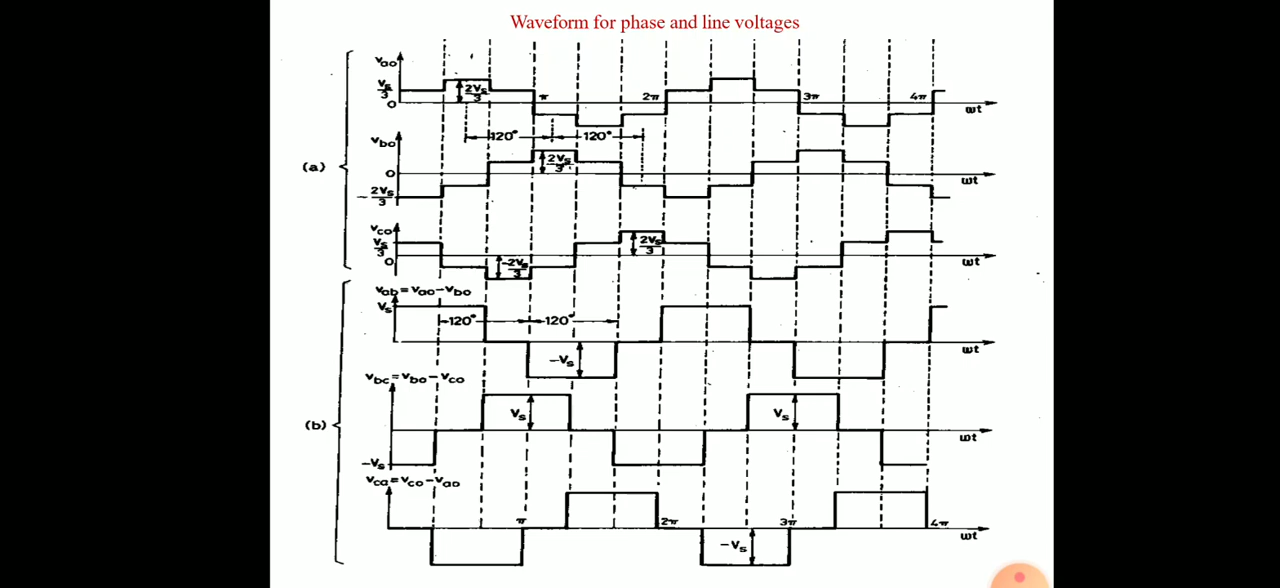 Waveform for phase and line voltages
(a)
vao
Vs/3
0
2Vs/3
π
2π
3π
4π
ωt
120°
120°
vbo
0
2Vs/3
-2Vs/3
ωt
vco
Vs/3
0
-2Vs/3
2Vs/3
ωt
(b)
vab = vao - vbo
Vs
120°
120°
-Vs
ωt
vbc = vbo - vco
Vs
Vs
-Vs
ωt
vca = vco - vao
π
2π
3π
4π
-Vs
ωt